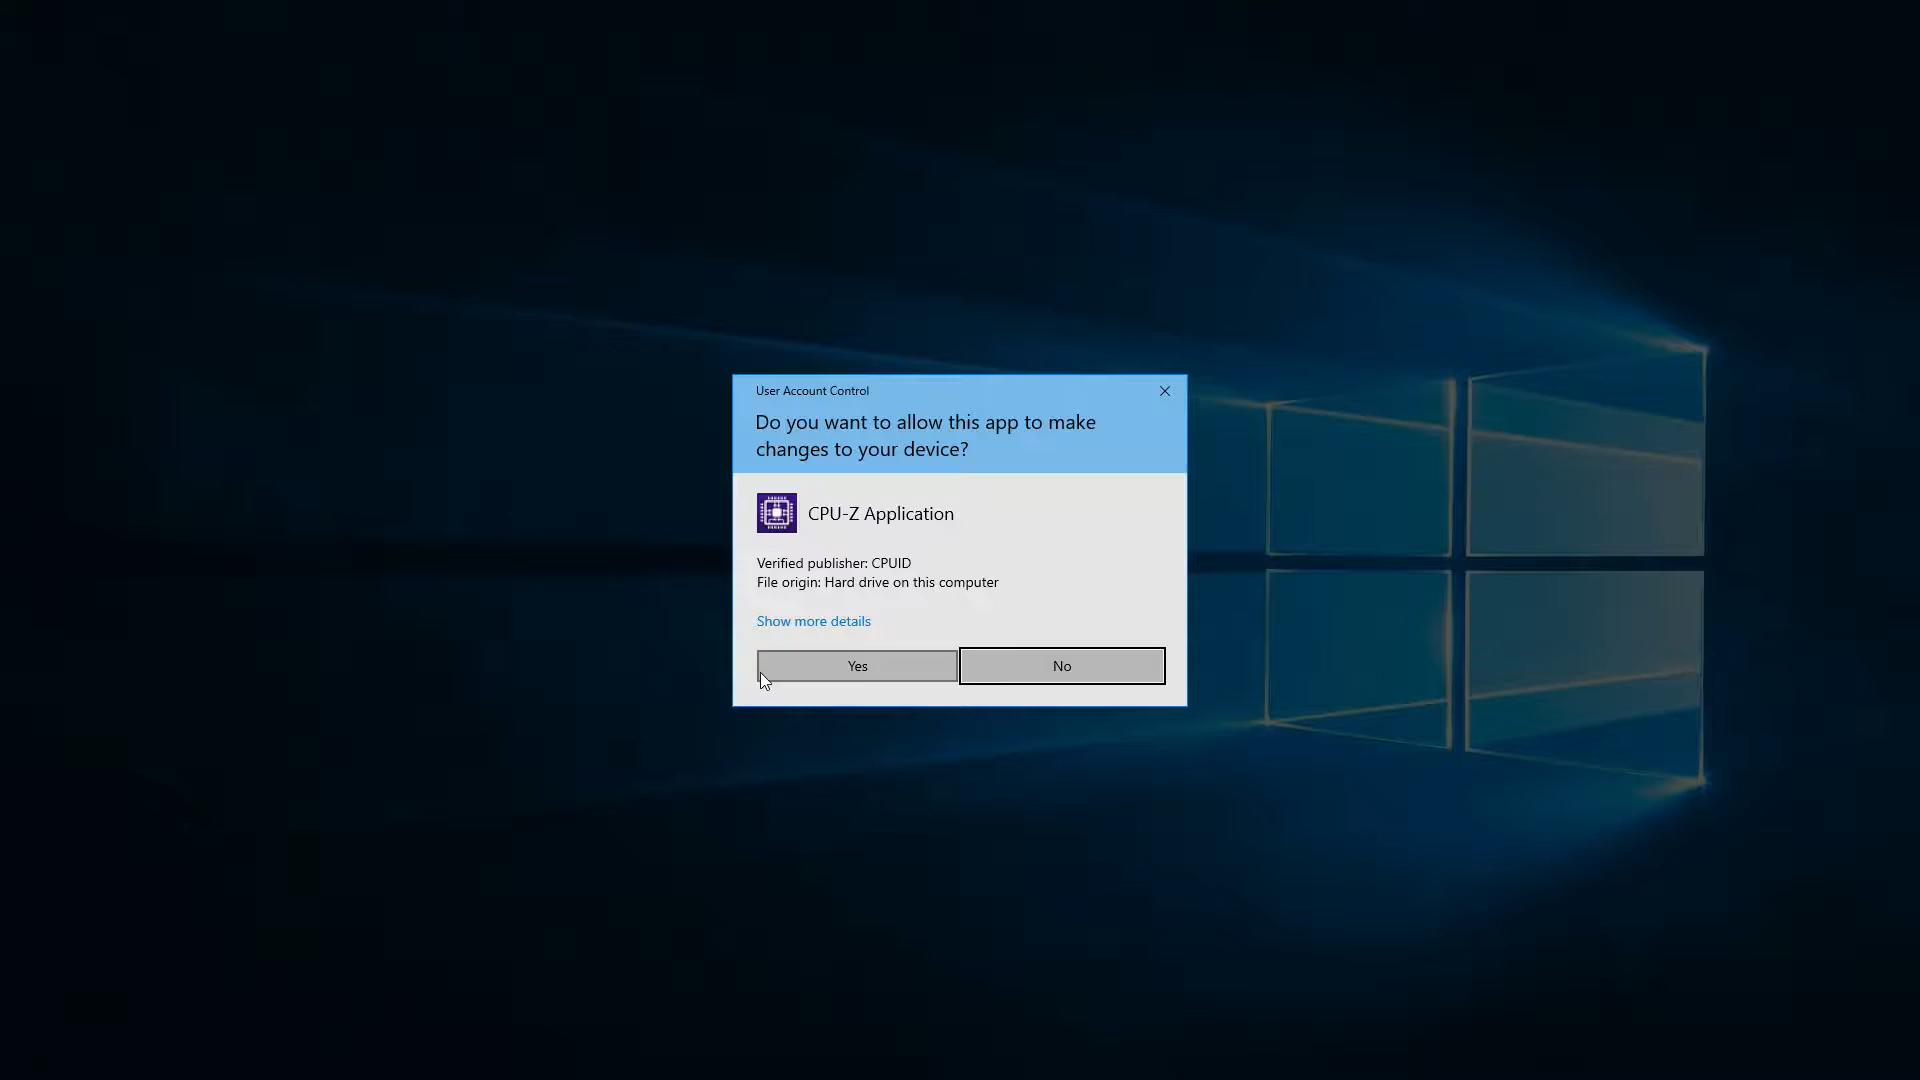 User Account Control
Do you want to allow this app to make
changes to your device?
CPU-Z Application
Verified publisher: CPUID
File origin: Hard drive on this computer
Show more details
Yes
No